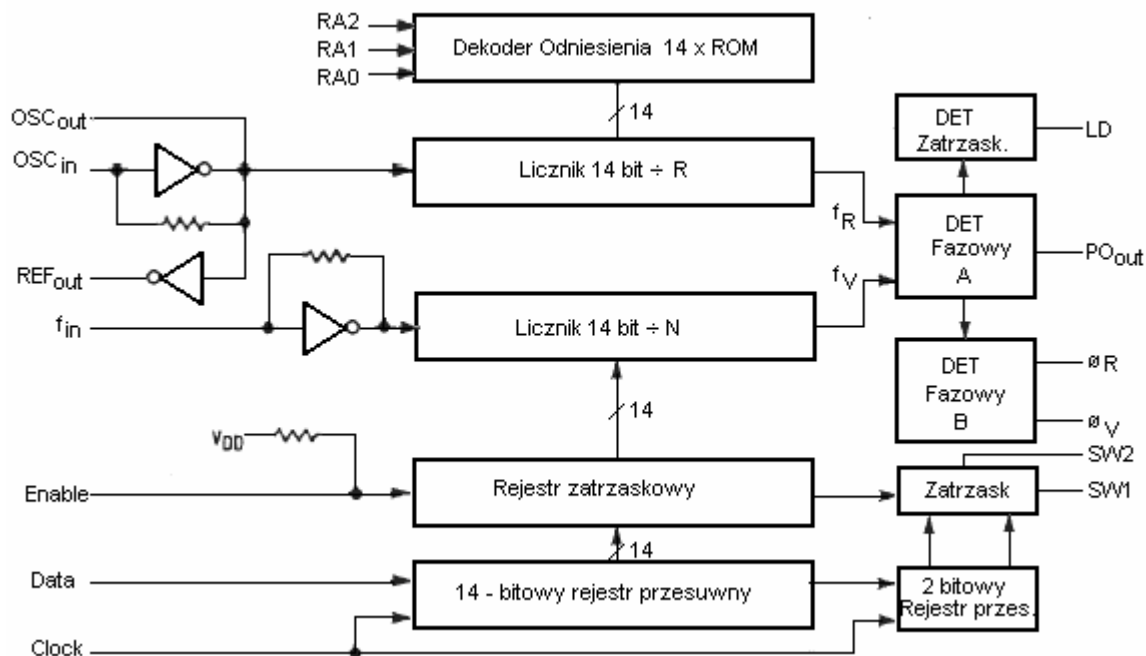 RA2
RA1
RA0
Dekoder Odniesienia 14 x ROM
14
OSCout
OSCin
Licznik 14 bit ÷ R
DET
Zatrzask.
LD
fR
REFout
DET
Fazowy
A
POout
fV
fin
Licznik 14 bit ÷ N
DET
Fazowy
B
øR
øV
14
VDD
Enable
Rejestr zatrzaskowy
Zatrzask
SW2
SW1
14
Data
14 - bitowy rejestr przesuwny
2 bitowy
Rejestr przes.
Clock